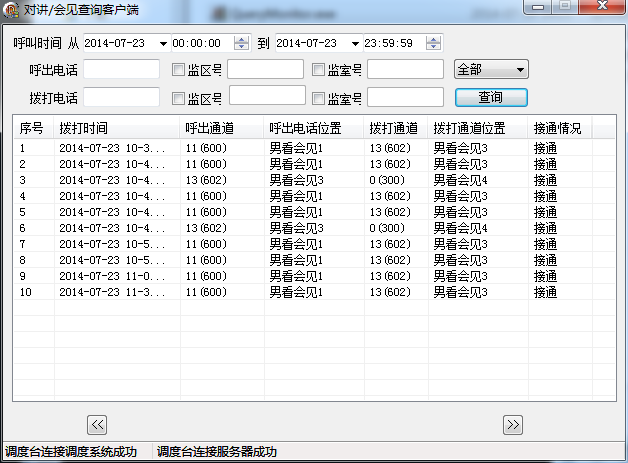 对讲/会见查询客户端
呼叫时间 从 2014-07-23 00:00:00 到 2014-07-23 23:59:59
呼出电话 监区号 监室号 全部
拨打电话 监区号 监室号 查询
序号 拨打时间 呼出通道 呼出电话位置 拨打通道 拨打通道位置 接通情况
1 2014-07-23 10-3... 11(600) 男看会见1 13(602) 男看会见3 接通
2 2014-07-23 10-4... 11(600) 男看会见1 13(602) 男看会见3 接通
3 2014-07-23 10-4... 13(602) 男看会见3 0(300) 男看会见4 接通
4 2014-07-23 10-4... 11(600) 男看会见1 13(602) 男看会见3 接通
5 2014-07-23 10-4... 11(600) 男看会见1 13(602) 男看会见3 接通
6 2014-07-23 10-4... 13(602) 男看会见3 0(300) 男看会见4 接通
7 2014-07-23 10-5... 11(600) 男看会见1 13(602) 男看会见3 接通
8 2014-07-23 10-5... 11(600) 男看会见1 13(602) 男看会见3 接通
9 2014-07-23 11-0... 11(600) 男看会见1 13(602) 男看会见3 接通
10 2014-07-23 11-3... 11(600) 男看会见1 13(602) 男看会见3 接通
<< >>
调度台连接调度系统成功 调度台连接服务器成功